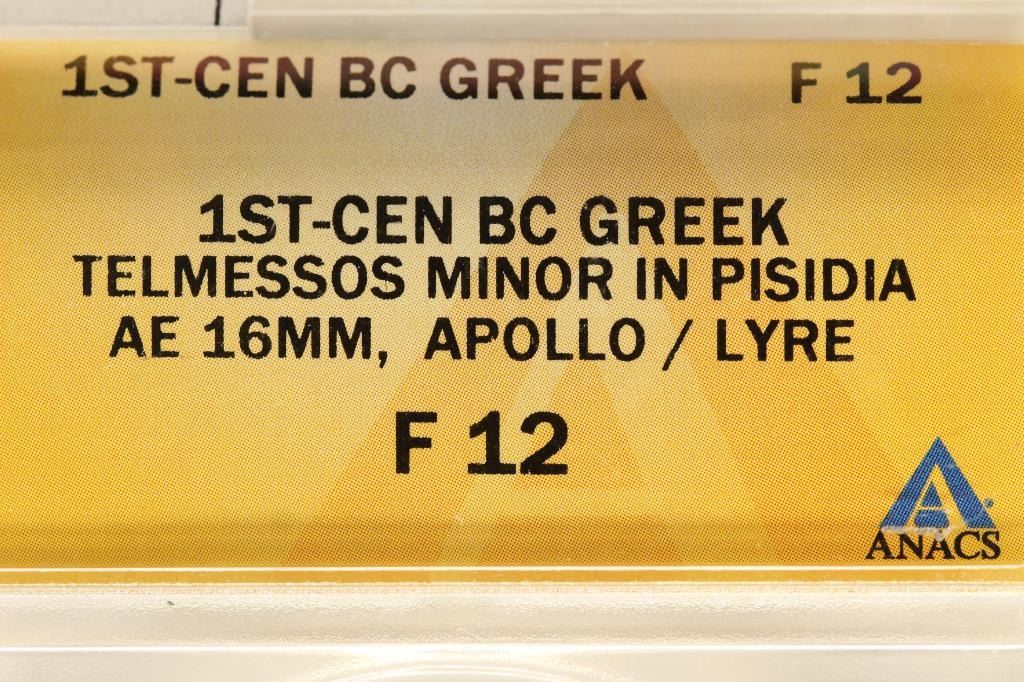 1ST-CEN BC GREEK F 12
1ST-CEN BC GREEK
TELMESSOS MINOR IN PISIDIA
AE 16MM, APOLLO / LYRE
F 12
A
ANACS